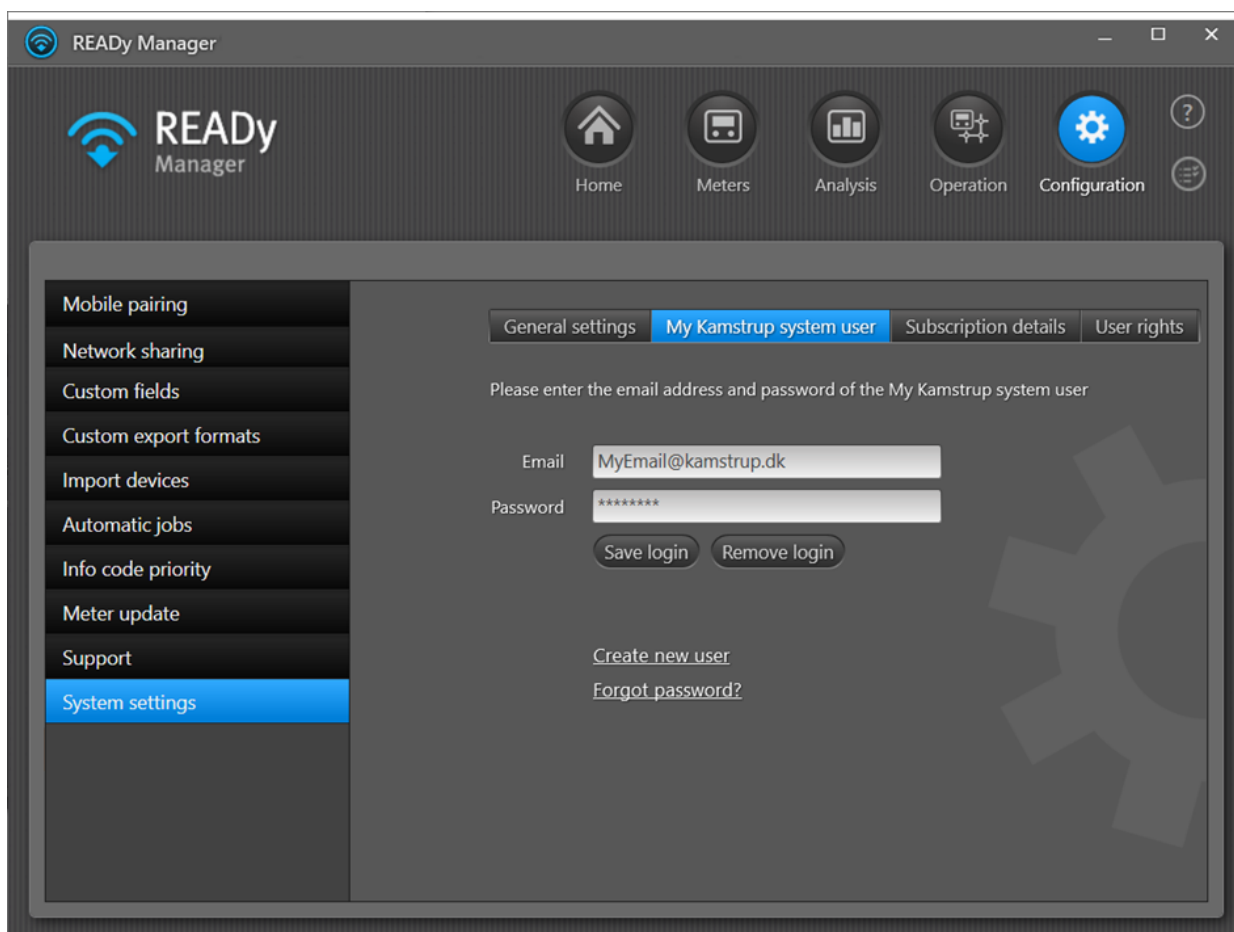 READy Manager
READy
Manager
Home
Meters
Analysis
Operation
Configuration
?
Mobile pairing
Network sharing
Custom fields
Custom export formats
Import devices
Automatic jobs
Info code priority
Meter update
Support
System settings
General settings
My Kamstrup system user
Subscription details
User rights
Please enter the email address and password of the My Kamstrup system user
Email
MyEmail@kamstrup.dk
Password
********
Save login
Remove login
Create new user
Forgot password?